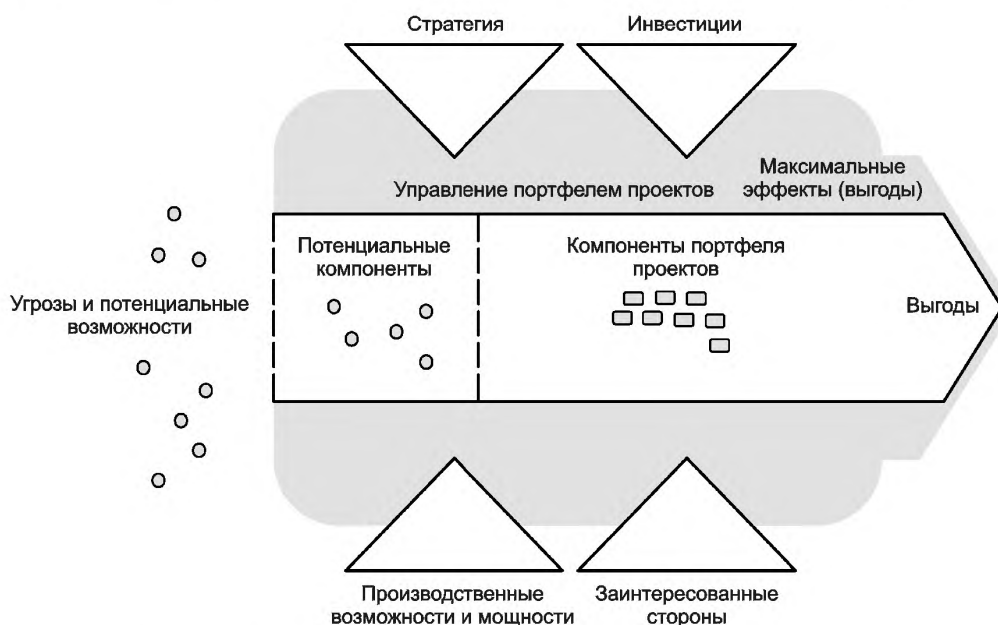 Стратегия
Инвестиции
Управление портфелем проектов
Максимальные
эффекты (выгоды)
Потенциальные
компоненты
Компоненты портфеля
проектов
Угрозы и потенциальные
возможности
Выгоды
Производственные
возможности и мощности
Заинтересованные
стороны